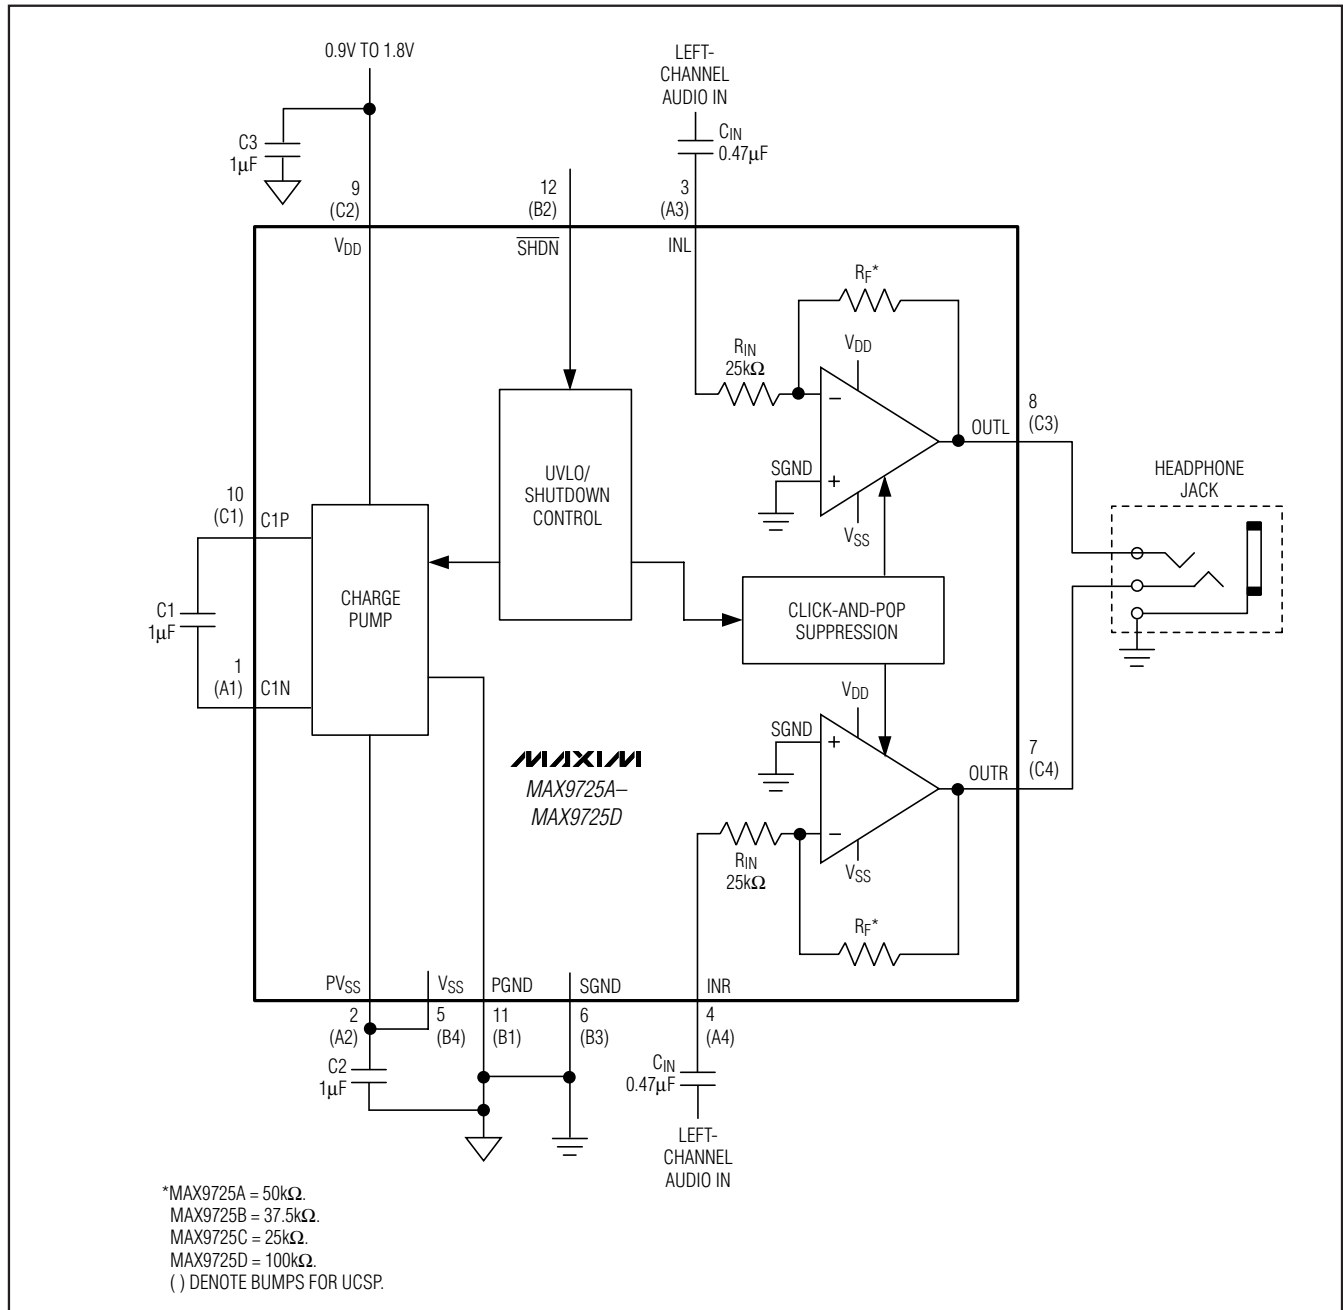 0.9V TO 1.8V
LEFT-
CHANNEL
AUDIO IN
C3
1µF
CIN
0.47µF
9
(C2)
12
(B2)
3
(A3)
VDD
SHDN
INL
RF*
RIN
25kΩ
VDD
−
8
(C3)
OUTL
SGND
+
VSS
HEADPHONE
JACK
UVLO/
SHUTDOWN
CONTROL
10
(C1)
C1P
CHARGE
PUMP
C1
1µF
CLICK-AND-POP
SUPPRESSION
1
(A1)
C1N
VDD
SGND
+
7
(C4)
OUTR
MAXIM
MAX9725A–
MAX9725D
−
RIN
25kΩ
VSS
RF*
PVSS
VSS
PGND
SGND
INR
2
(A2)
5
(B4)
11
(B1)
6
(B3)
4
(A4)
C2
1µF
CIN
0.47µF
LEFT-
CHANNEL
AUDIO IN
*MAX9725A = 50kΩ.
MAX9725B = 37.5kΩ.
MAX9725C = 25kΩ.
MAX9725D = 100kΩ.
( ) DENOTE BUMPS FOR UCSP.